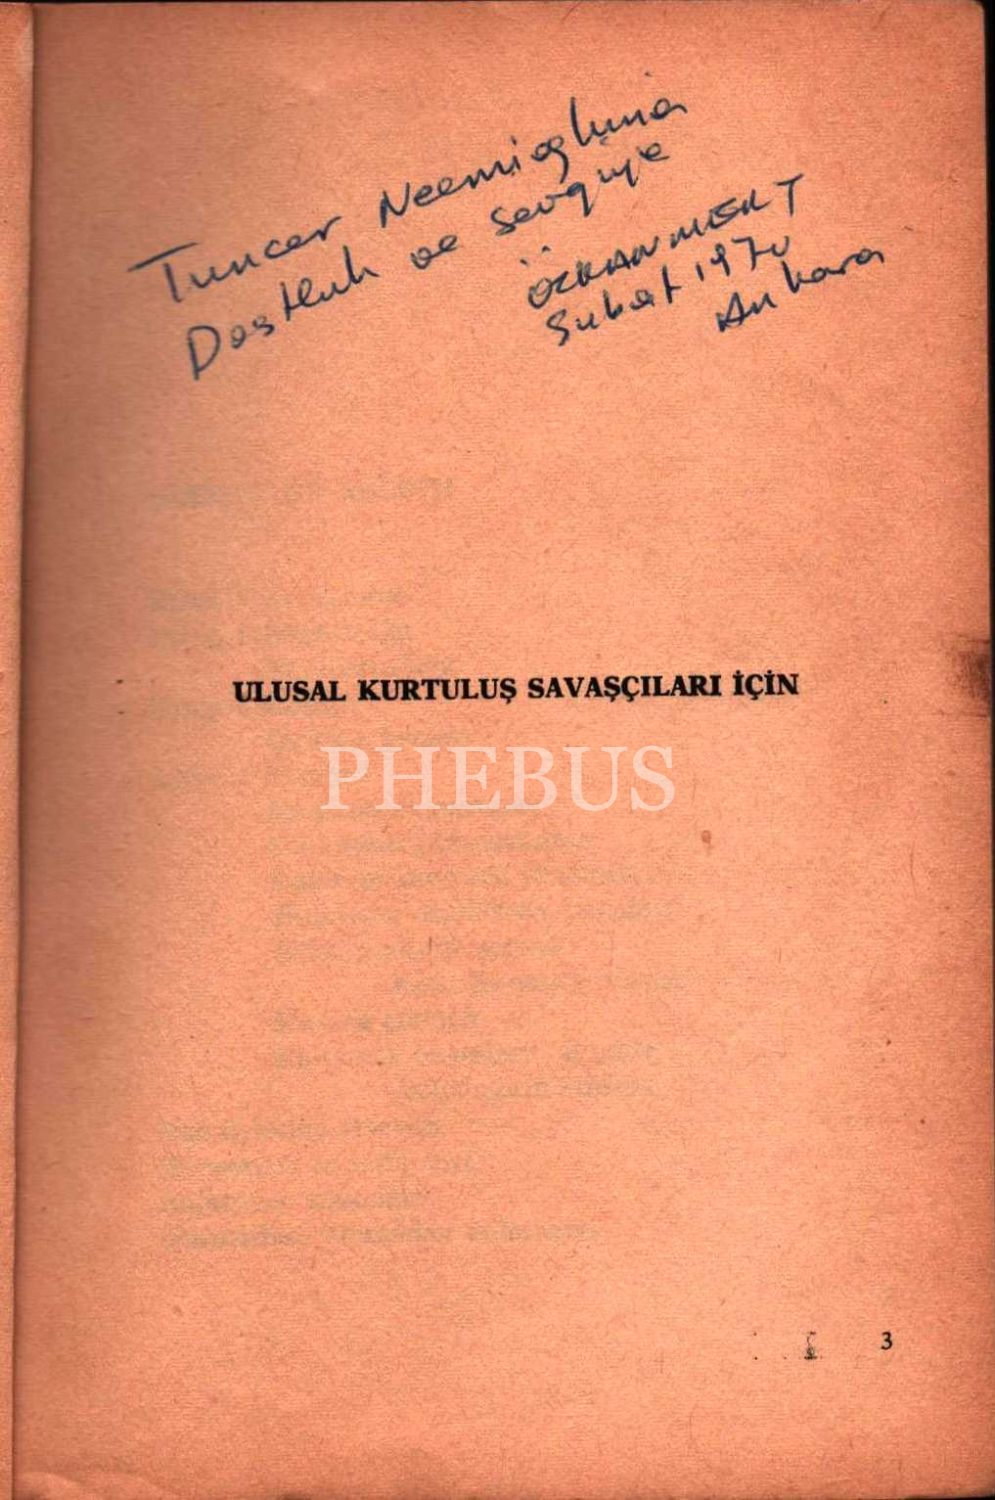 Tuncer Necmioğluna
Dostluk ve sevgiyle
ÖZKAN MERT
Şubat 1970
Ankara
ULUSAL KURTULUŞ SAVAŞÇILARI İÇİN
PHEBUS
3